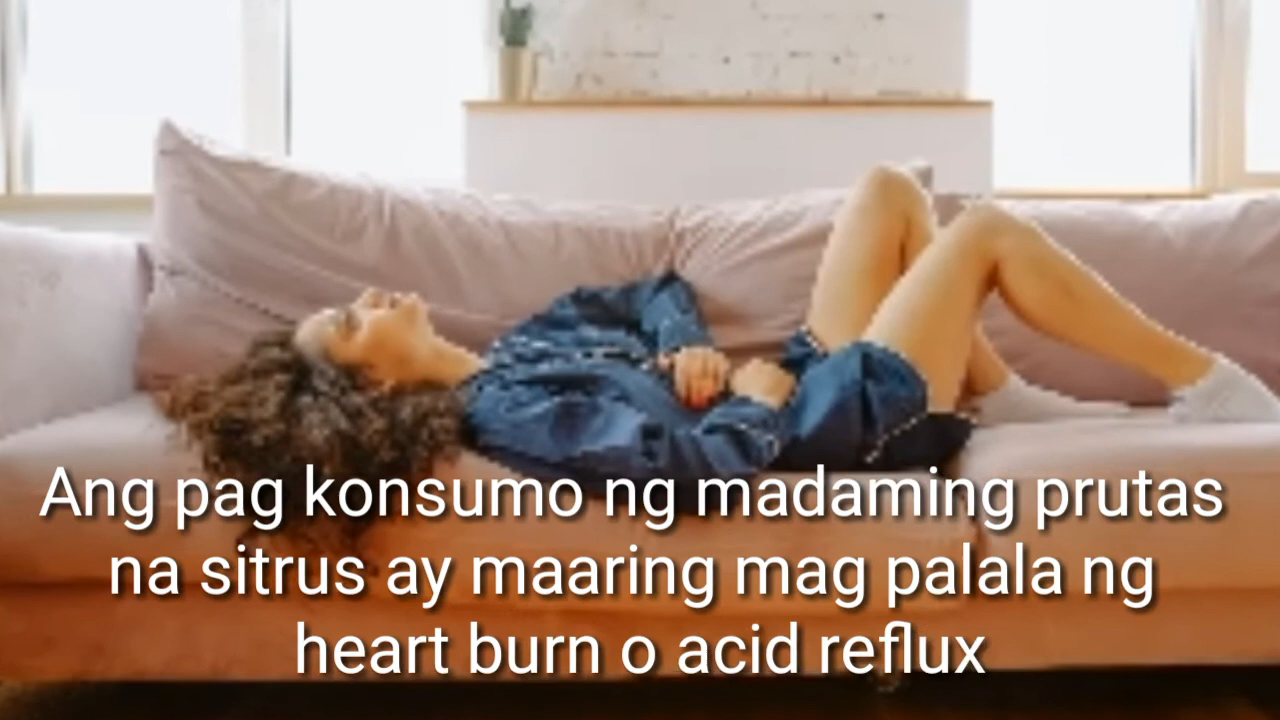 Ang pag konsumo ng madaming prutas
na sitrus ay maaring mag palala ng
heart burn o acid reflux